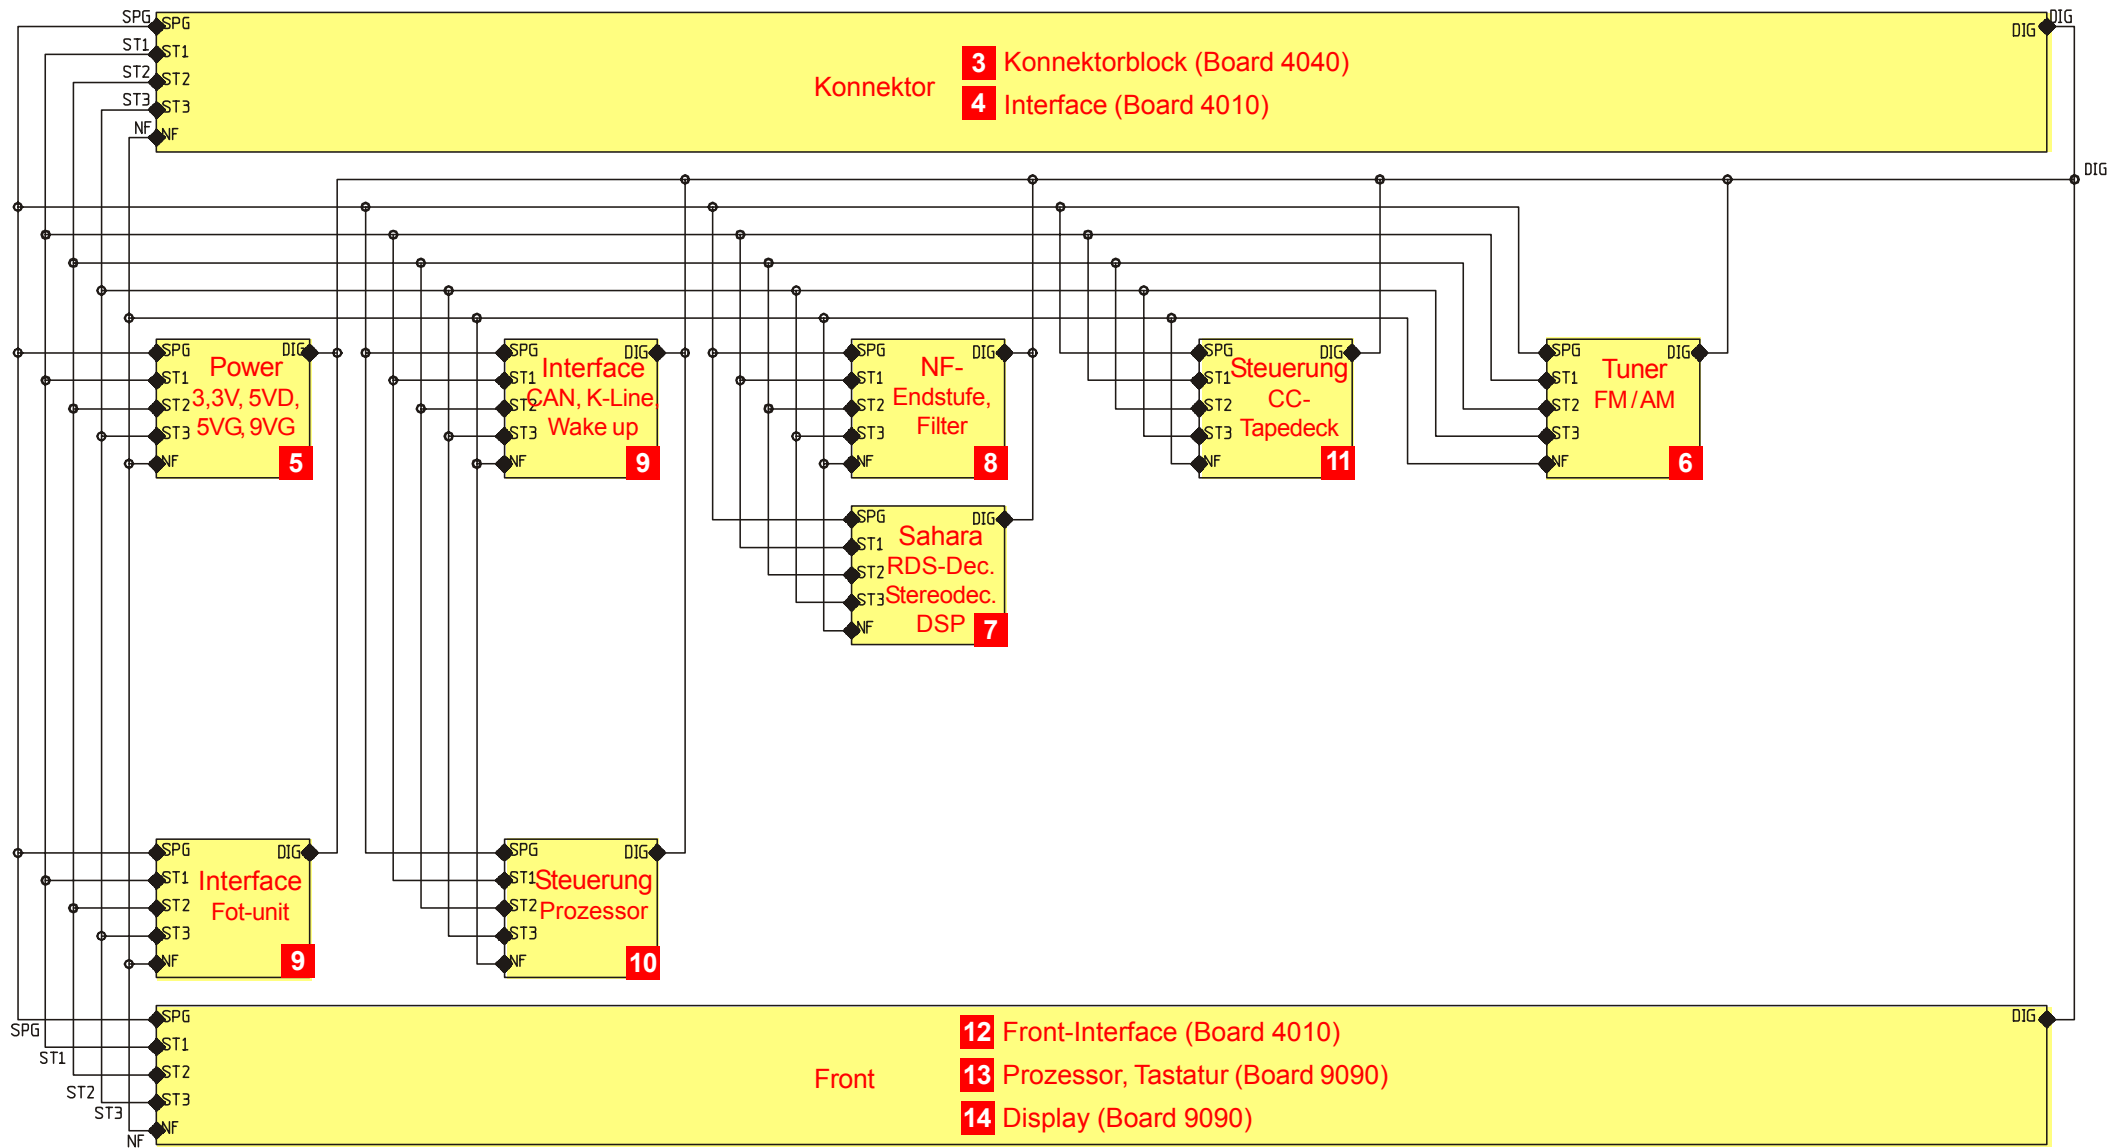 SPG
ST1
ST2
ST3
NF
SPG
ST1
ST2
ST3
NF
Konnektor
3 Konnektorblock (Board 4040)
4 Interface (Board 4010)
DIG
DIG
DIG
SPG
ST1
ST2
ST3
NF
DIG
Power
3,3V, 5VD,
5VG, 9VG
5
SPG
ST1
ST2
ST3
NF
DIG
Interface
CAN, K-Line,
Wake up
9
SPG
ST1
ST2
ST3
NF
DIG
NF-
Endstufe,
Filter
8
SPG
ST1
ST2
ST3
NF
DIG
Steuerung
CC-
Tapedeck
11
SPG
ST1
ST2
ST3
NF
DIG
Tuner
FM / AM
6
SPG
ST1
ST2
ST3
NF
DIG
Sahara
RDS-Dec.
Stereodec.
DSP
7
SPG
ST1
ST2
ST3
NF
DIG
Interface
Fot-unit
9
SPG
ST1
ST2
ST3
NF
DIG
Steuerung
Prozessor
10
SPG
ST1
ST2
ST3
NF
SPG
ST1
ST2
ST3
NF
Front
12 Front-Interface (Board 4010)
13 Prozessor, Tastatur (Board 9090)
14 Display (Board 9090)
DIG